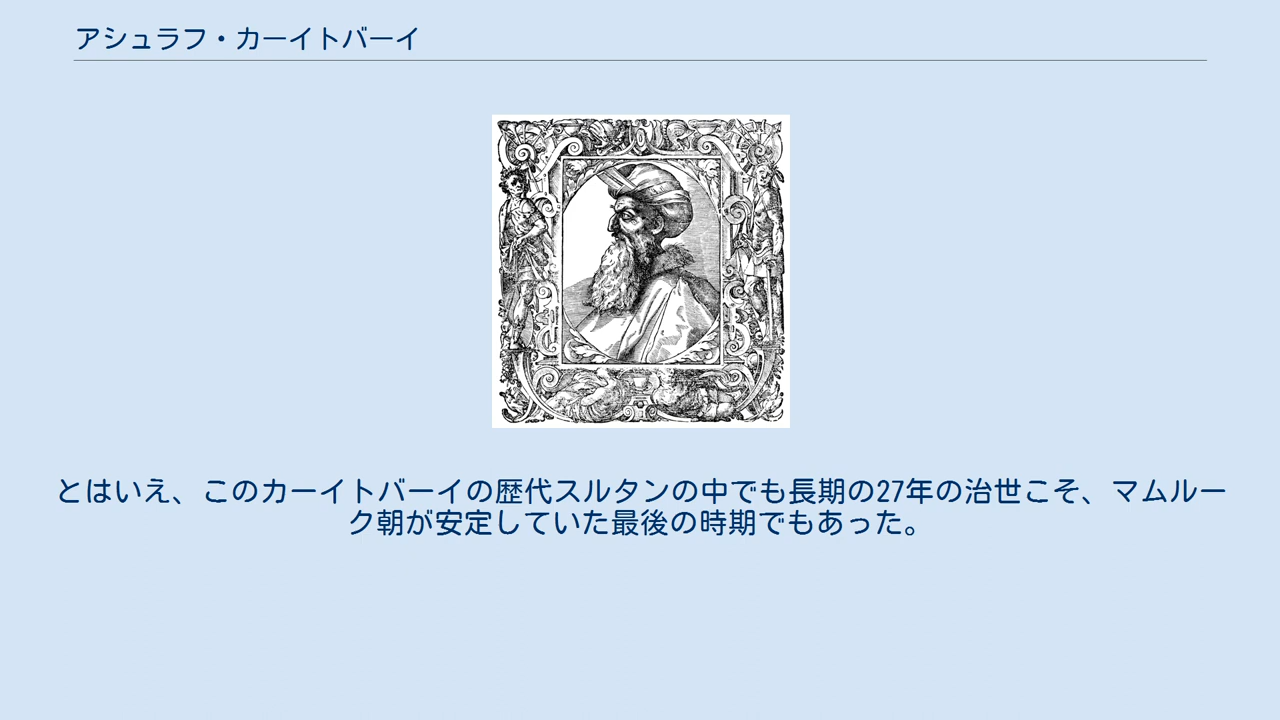 アシュラフ・カーイトバーイ
とはいえ、このカーイトバーイの歴代スルタンの中でも長期の27年の治世こそ、マムルー
ク朝が安定していた最後の時期でもあった。